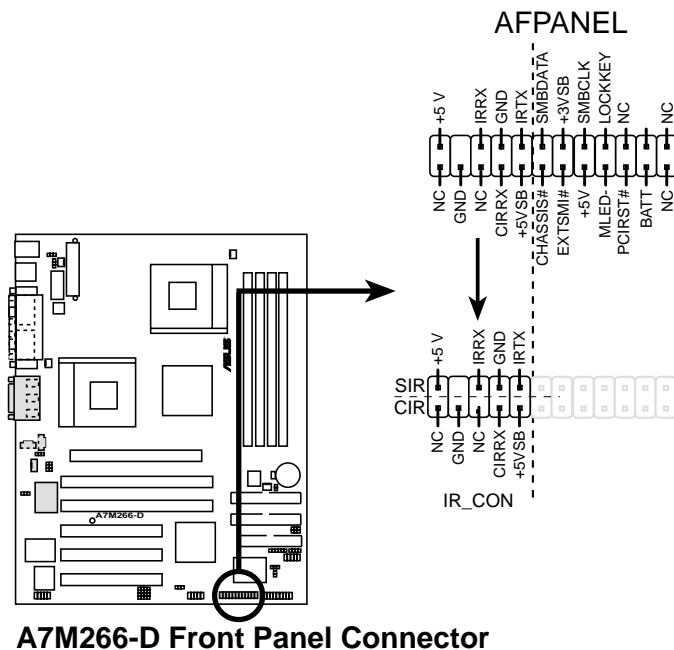 AFPANEL
+5 V
IRRX
GND
IRTX
SMBDATA
+3VSB
SMBCLK
LOCKKEY
NC
NC
NC
GND
NC
CIRRX
+5VSB
CHASSIS#
EXTSMI#
+5V
MLED-
PCIRST#
BATT
NC
+5 V
IRRX
GND
IRTX
SIR
CIR
NC
GND
NC
CIRRX
+5VSB
IR_CON
ASUS
A7M266-D
A7M266-D Front Panel Connector